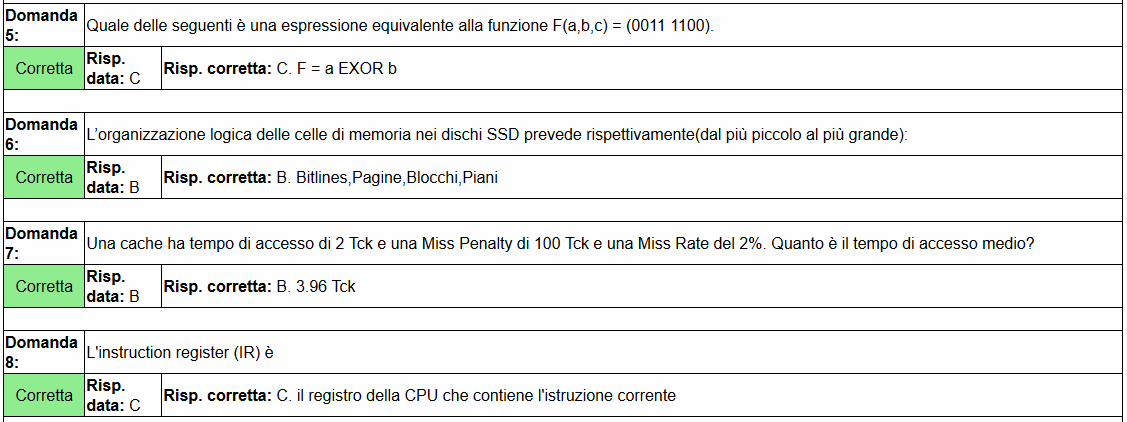 Domanda 5: Quale delle seguenti è una espressione equivalente alla funzione F(a,b,c) = (0011 1100).
Corretta Risp. data: C Risp. corretta: C. F = a EXOR b
Domanda 6: L'organizzazione logica delle celle di memoria nei dischi SSD prevede rispettivamente(dal più piccolo al più grande):
Corretta Risp. data: B Risp. corretta: B. Bitlines,Pagine,Blocchi,Piani
Domanda 7: Una cache ha tempo di accesso di 2 Tck e una Miss Penalty di 100 Tck e una Miss Rate del 2%. Quanto è il tempo di accesso medio?
Corretta Risp. data: B Risp. corretta: B. 3.96 Tck
Domanda 8: L'instruction register (IR) è
Corretta Risp. data: C Risp. corretta: C. il registro della CPU che contiene l'istruzione corrente